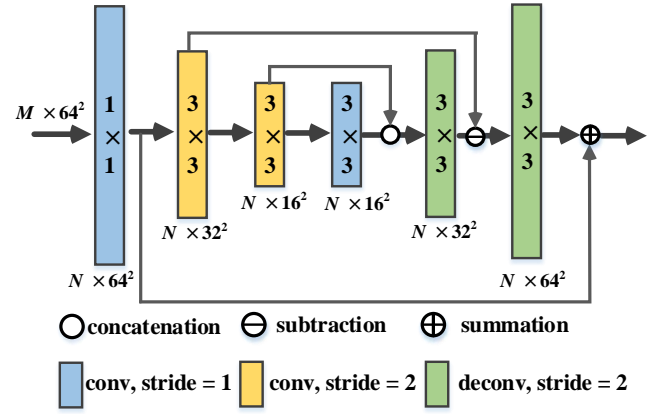 M × 64²
1 × 1
N × 64²
3 × 3
N × 32²
3 × 3
N × 16²
3 × 3
N × 16²
3 × 3
N × 32²
3 × 3
N × 64²
concatenation
subtraction
summation
conv, stride = 1
conv, stride = 2
deconv, stride = 2